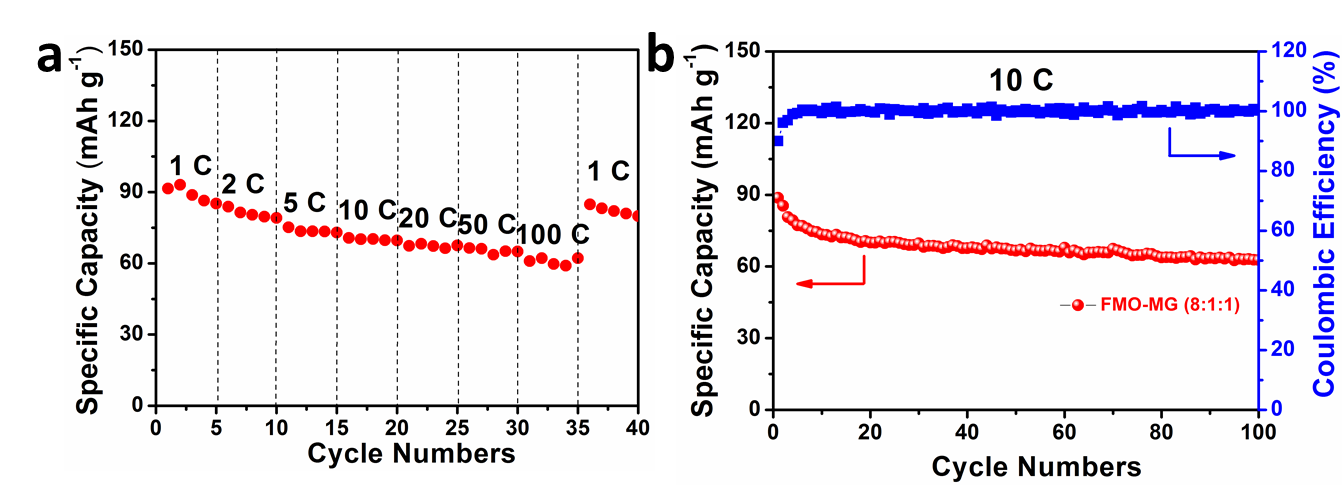 a
Specific Capacity (mAh g⁻¹)
150
120
90
60
30
0
1 C
2 C
5 C
10 C
20 C
50 C
100 C
1 C
0 5 10 15 20 25 30 35 40
Cycle Numbers
b
Specific Capacity (mAh g⁻¹)
150
120
90
60
30
0
10 C
FMO-MG (8:1:1)
120
100
80
60
40
20
0
Coulombic Efficiency (%)
0 20 40 60 80 100
Cycle Numbers